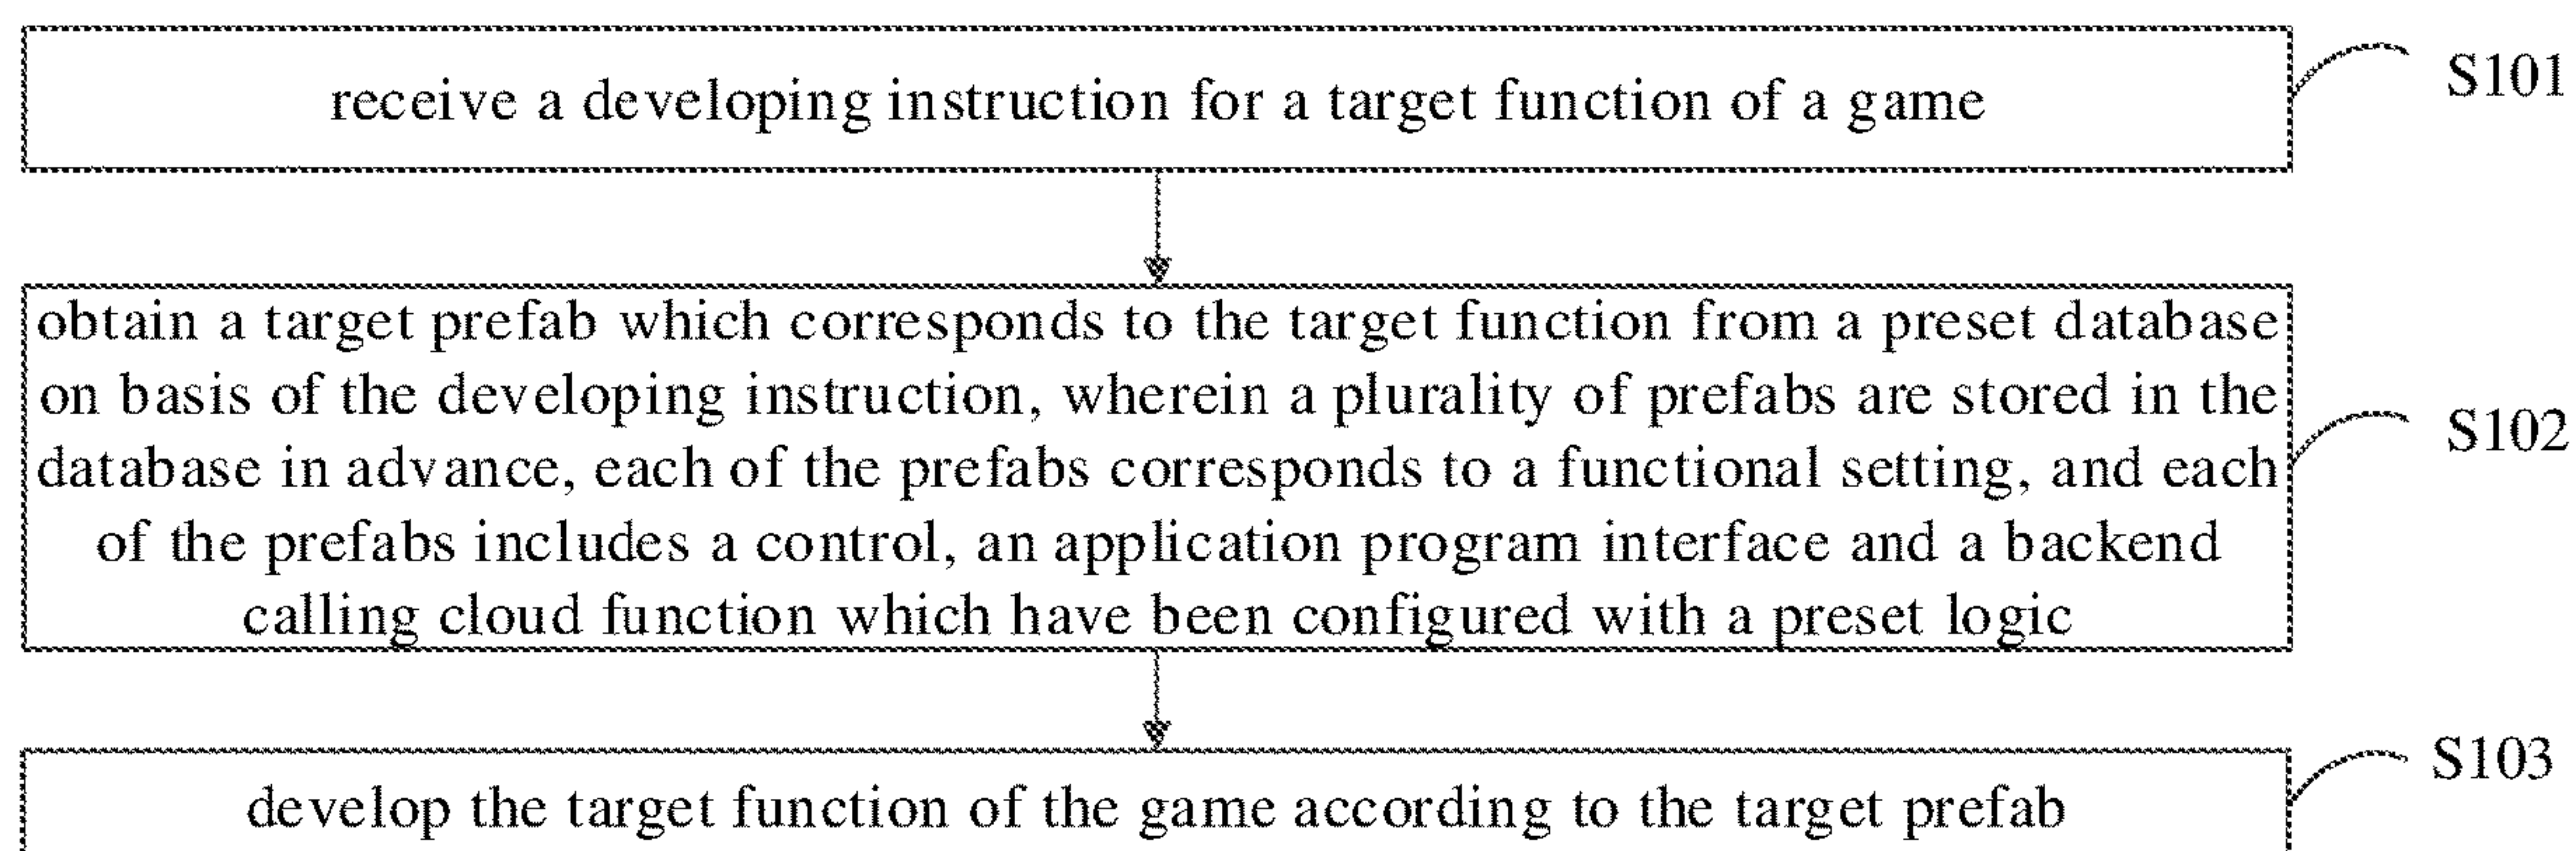 receive a developing instruction for a target function of a game
S101
obtain a target prefab which corresponds to the target function from a preset database
on basis of the developing instruction, wherein a plurality of prefabs are stored in the
database in advance, each of the prefabs corresponds to a functional setting, and each
of the prefabs includes a control, an application program interface and a backend
calling cloud function which have been configured with a preset logic
S102
develop the target function of the game according to the target prefab
S103